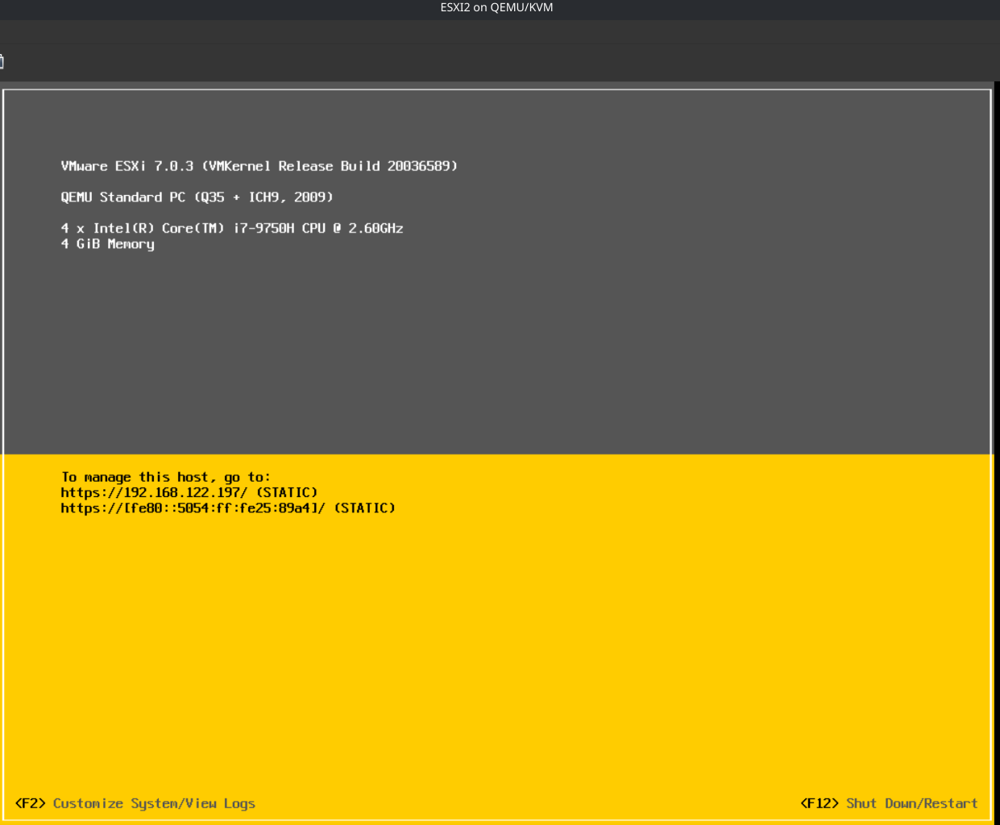 ESXI2 on QEMU/KVM
VMware ESXi 7.0.3 (VMKernel Release Build 20036589)
QEMU Standard PC (Q35 + ICH9, 2009)
4 x Intel(R) Core(TM) i7-9750H CPU @ 2.60GHz
4 GiB Memory
To manage this host, go to:
https://192.168.122.197/ (STATIC)
https://[fe80::5054:ff:fe25:89a4]/ (STATIC)
<F2> Customize System/View Logs
<F12> Shut Down/Restart